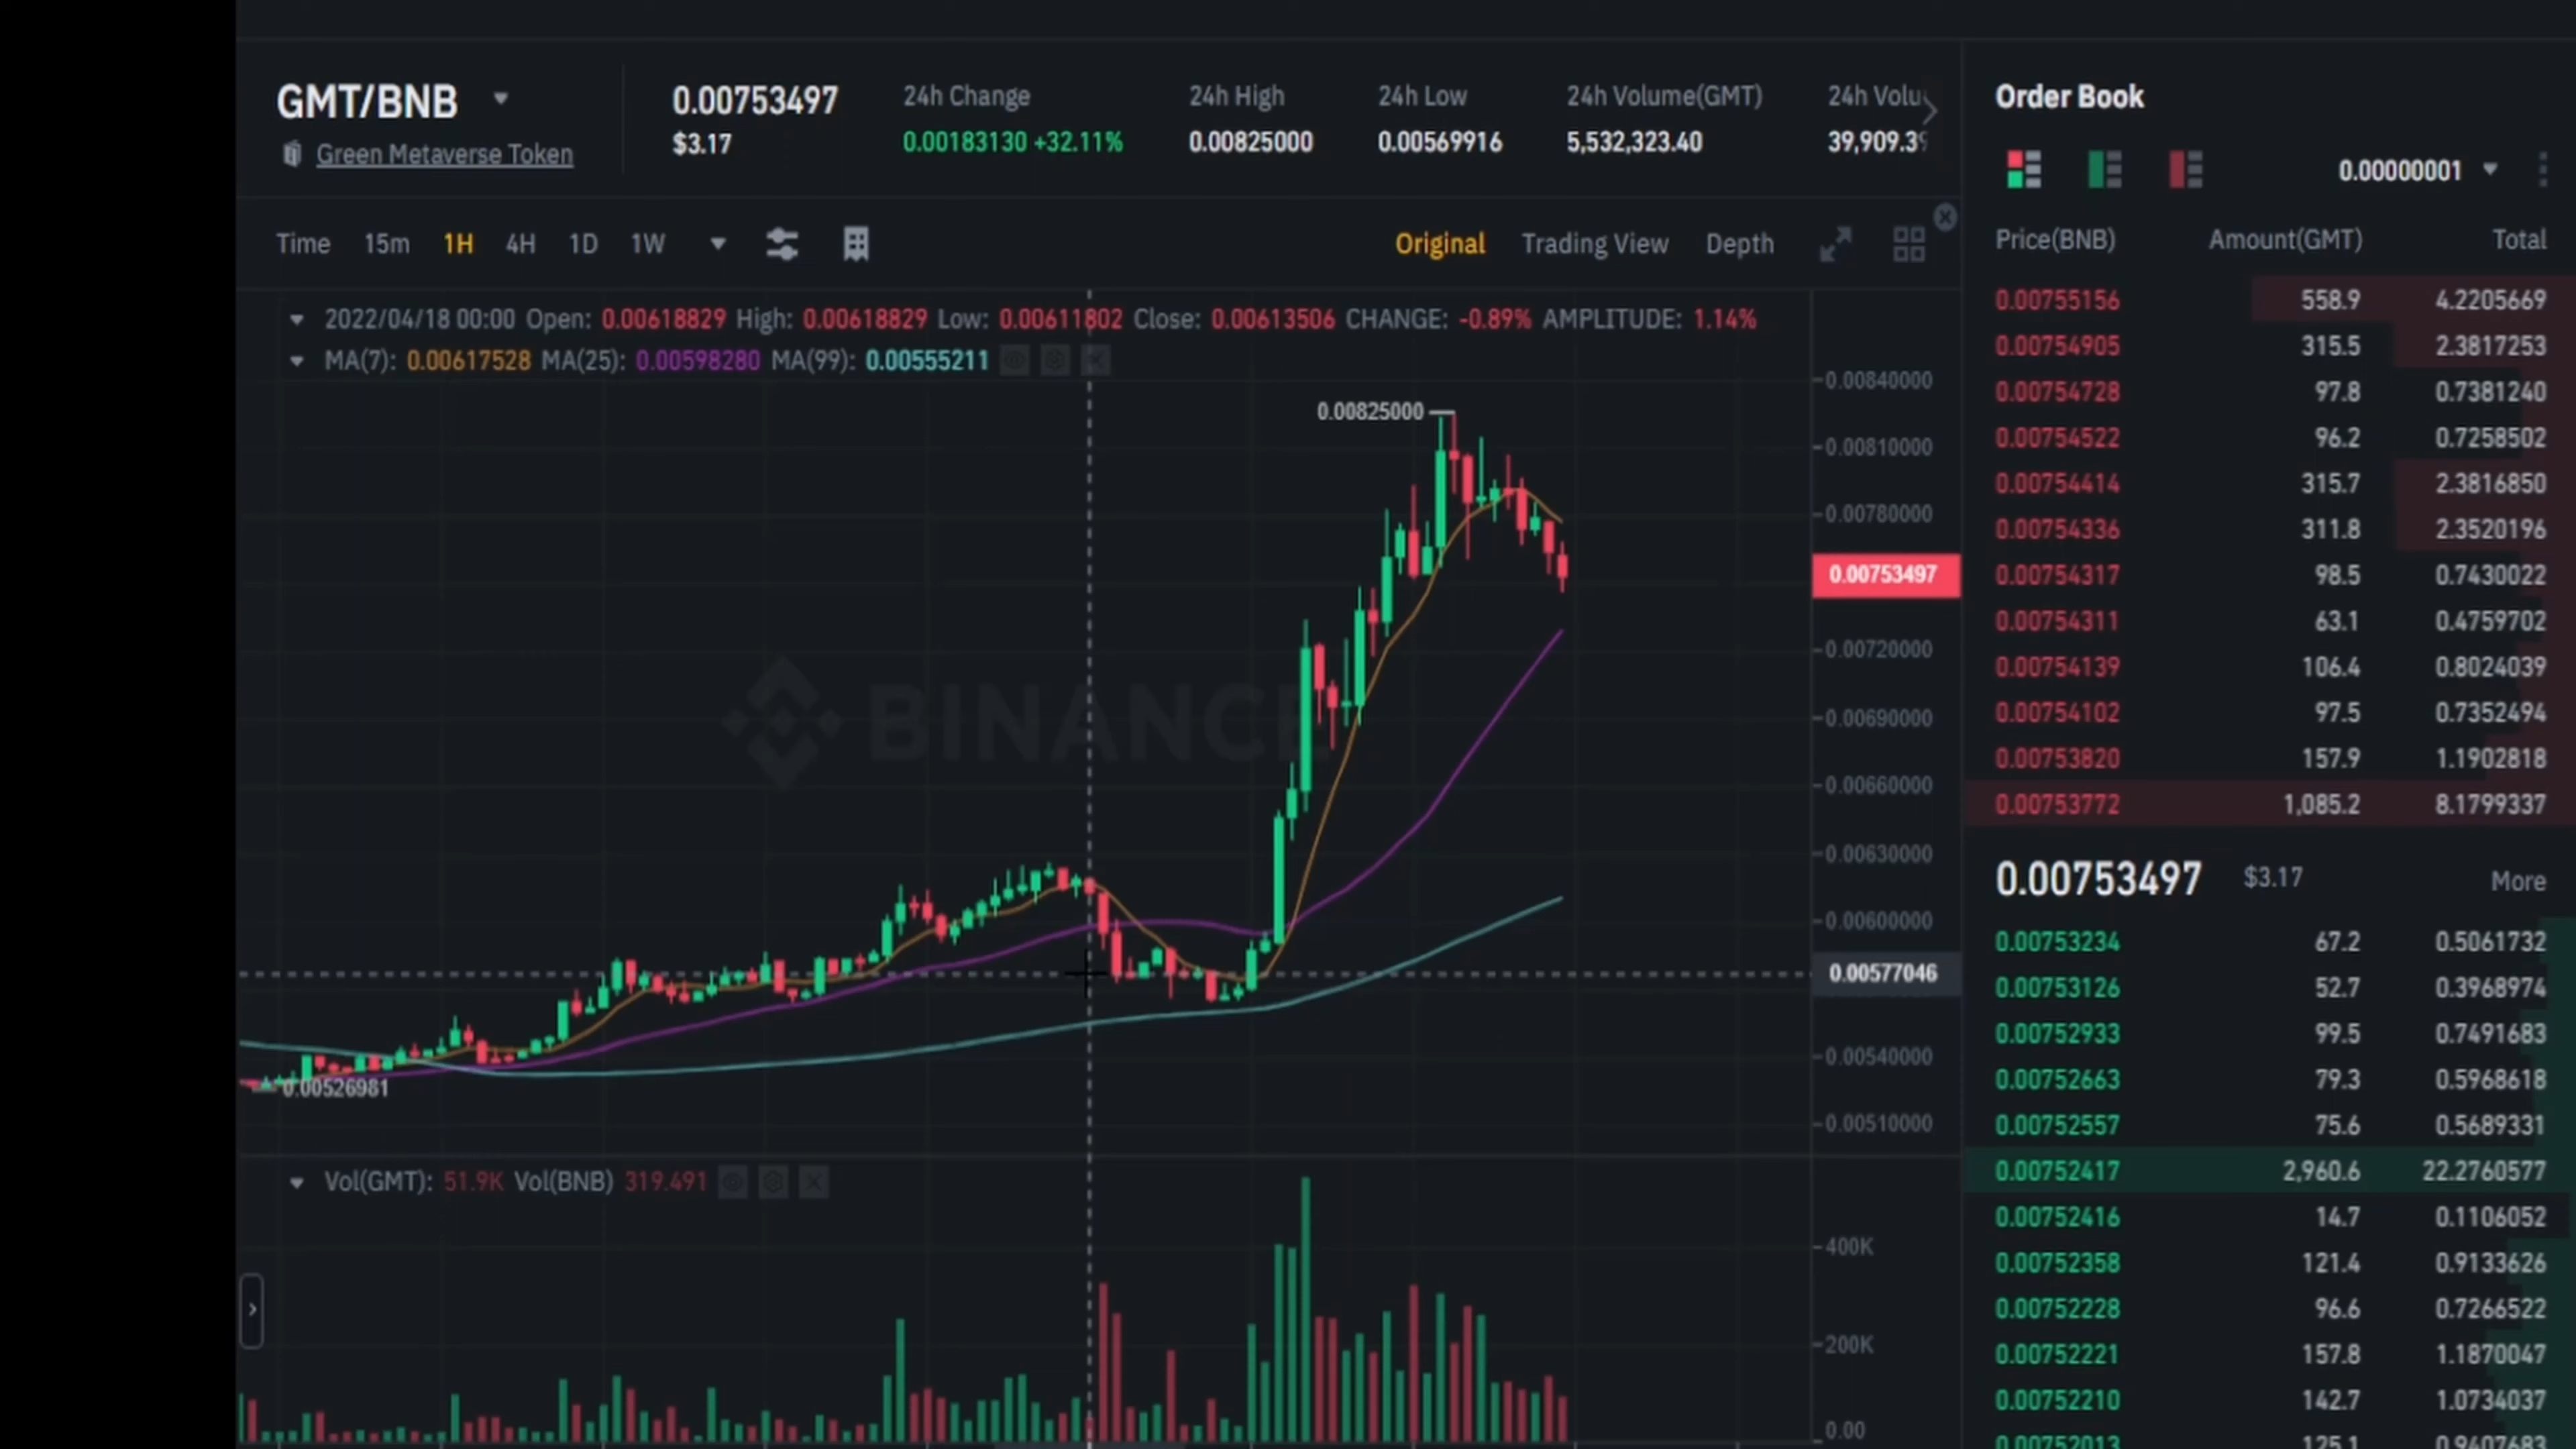 GMT/BNB
Green Metaverse Token
0.00753497
$3.17
24h Change
0.00183130 +32.11%
24h High
0.00825000
24h Low
0.00569916
24h Volume(GMT)
5,532,323.40
24h Volu
39,909.39
Time 15m 1H 4H 1D 1W
Original Trading View Depth
2022/04/18 00:00 Open: 0.00618829 High: 0.00618829 Low: 0.00611802 Close: 0.00613506 CHANGE: -0.89% AMPLITUDE: 1.14%
MA(7): 0.00617528 MA(25): 0.00598280 MA(99): 0.00555211
0.00825000
0.00526981
BINANCE
0.00840000
0.00810000
0.00780000
0.00753497
0.00720000
0.00690000
0.00660000
0.00630000
0.00600000
0.00577046
0.00540000
0.00510000
Vol(GMT): 51.9K Vol(BNB) 319.491
400K
200K
0.00
Order Book
0.00000001
Price(BNB) Amount(GMT) Total
0.00755156 558.9 4.2205669
0.00754905 315.5 2.3817253
0.00754728 97.8 0.7381240
0.00754522 96.2 0.7258502
0.00754414 315.7 2.3816850
0.00754336 311.8 2.3520196
0.00754317 98.5 0.7430022
0.00754311 63.1 0.4759702
0.00754139 106.4 0.8024039
0.00754102 97.5 0.7352494
0.00753820 157.9 1.1902818
0.00753772 1,085.2 8.1799337
0.00753497 $3.17 More
0.00753234 67.2 0.5061732
0.00753126 52.7 0.3968974
0.00752933 99.5 0.7491683
0.00752663 79.3 0.5968618
0.00752557 75.6 0.5689331
0.00752417 2,960.6 22.2760577
0.00752416 14.7 0.1106052
0.00752358 121.4 0.9133626
0.00752228 96.6 0.7266522
0.00752221 157.8 1.1870047
0.00752210 142.7 1.0734037
0.00752013 125.1 0.9407683